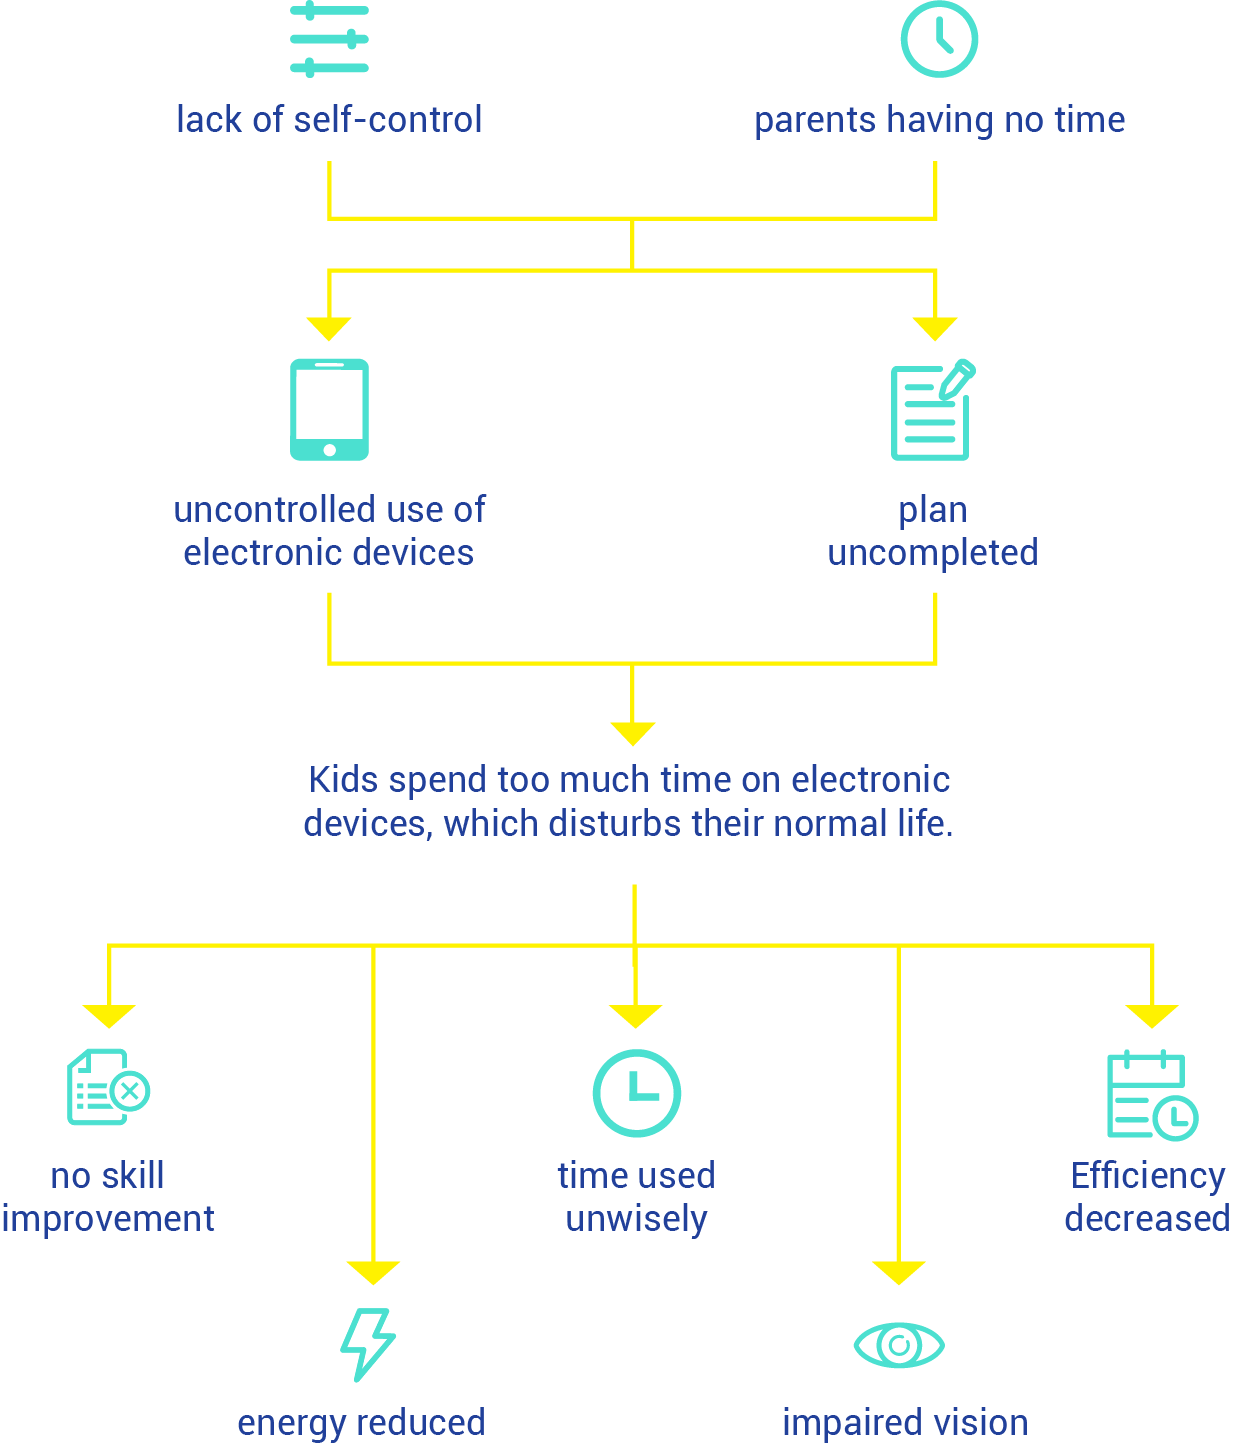 lack of self-control
parents having no time
uncontrolled use of
electronic devices
plan
uncompleted
Kids spend too much time on electronic
devices, which disturbs their normal life.
no skill
improvement
time used
unwisely
Efficiency
decreased
energy reduced
impaired vision